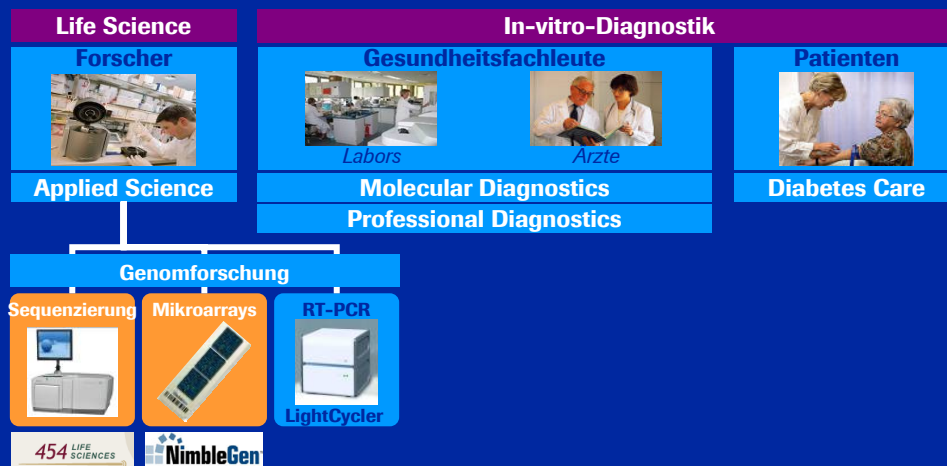 Life Science
In-vitro-Diagnostik
Forscher
Gesundheitsfachleute
Patienten
Labors
Arzte
Applied Science
Molecular Diagnostics
Diabetes Care
Professional Diagnostics
Genomforschung
Sequenzierung
Mikroarrays
RT-PCR
LightCycler
454 LIFE SCIENCES
NimbleGen